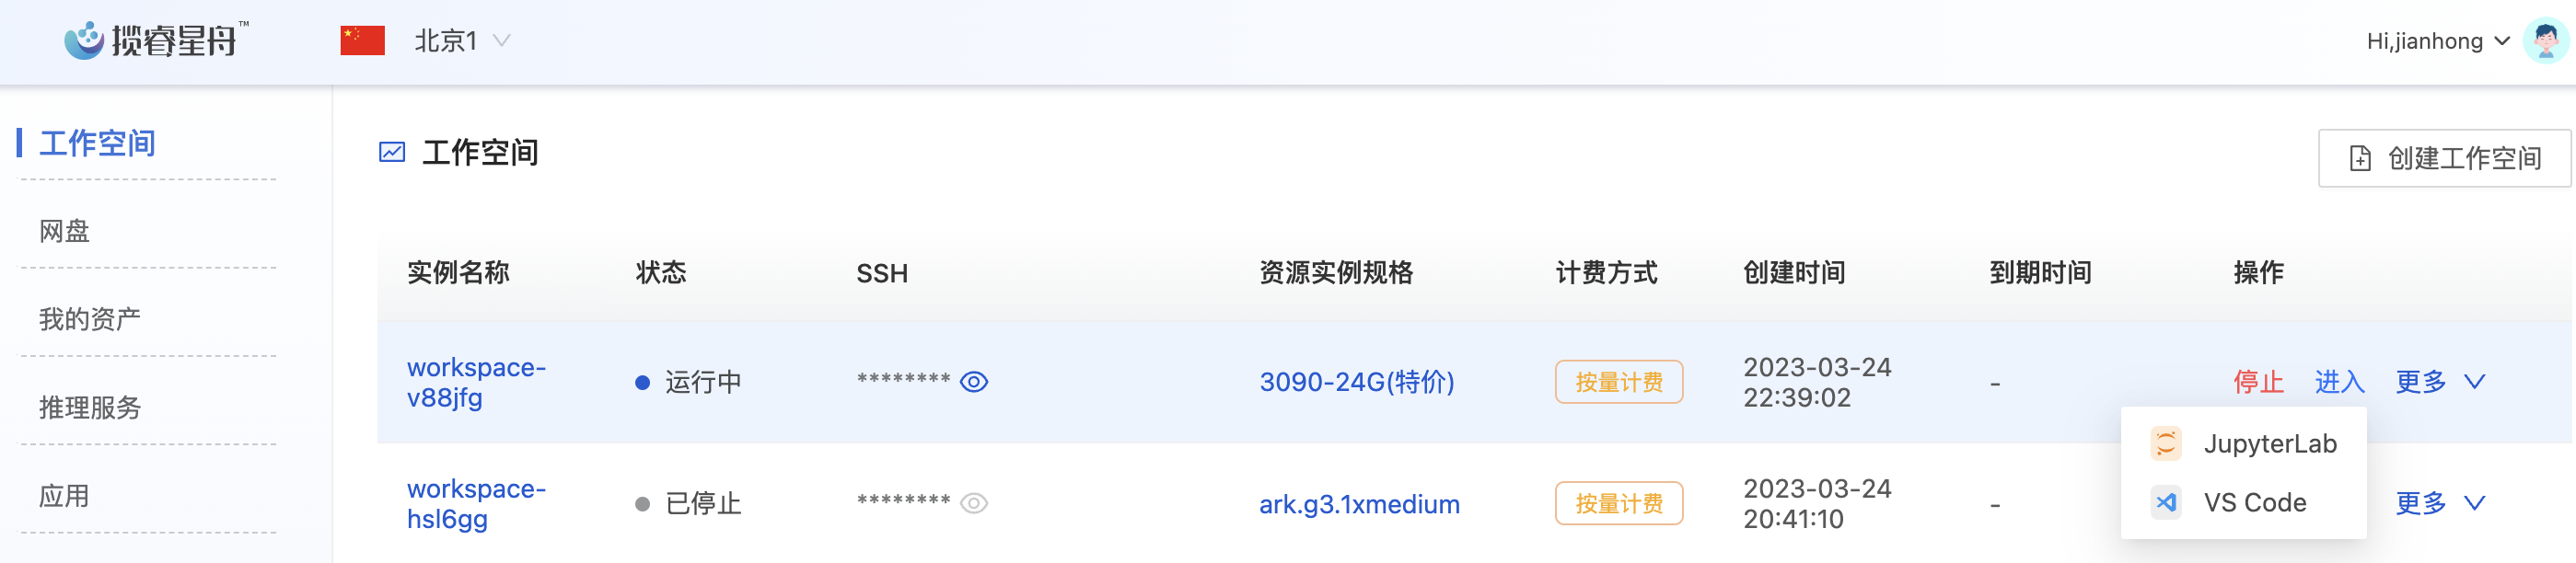 揽睿星舟™
北京1
Hi,jianhong
工作空间
网盘
我的资产
推理服务
应用
工作空间
创建工作空间
实例名称 状态 SSH 资源实例规格 计费方式 创建时间 到期时间 操作
workspace-
v88jfg
运行中
********
3090-24G(特价)
按量计费
2023-03-24
22:39:02
-
停止 进入 更多
JupyterLab
VS Code
workspace-
hsl6gg
已停止
********
ark.g3.1xmedium
按量计费
2023-03-24
20:41:10
-
更多